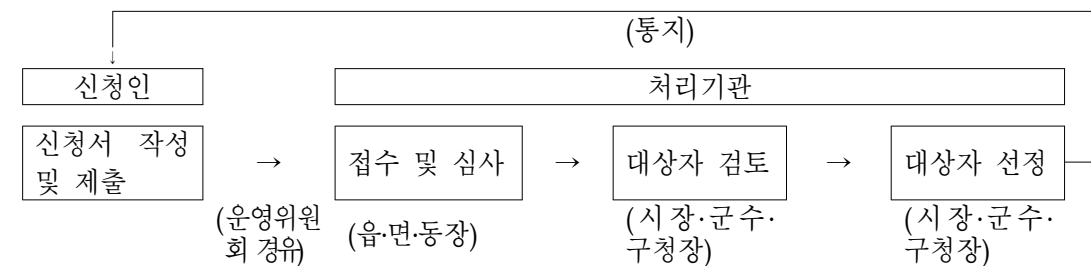 (통지)
↓
신청인 처리기관
신청서 작성 및 제출 → 접수 및 심사 → 대상자 검토 → 대상자 선정
(운영위원회 경유) (읍·면·동장) (시장·군수·구청장) (시장·군수·구청장)